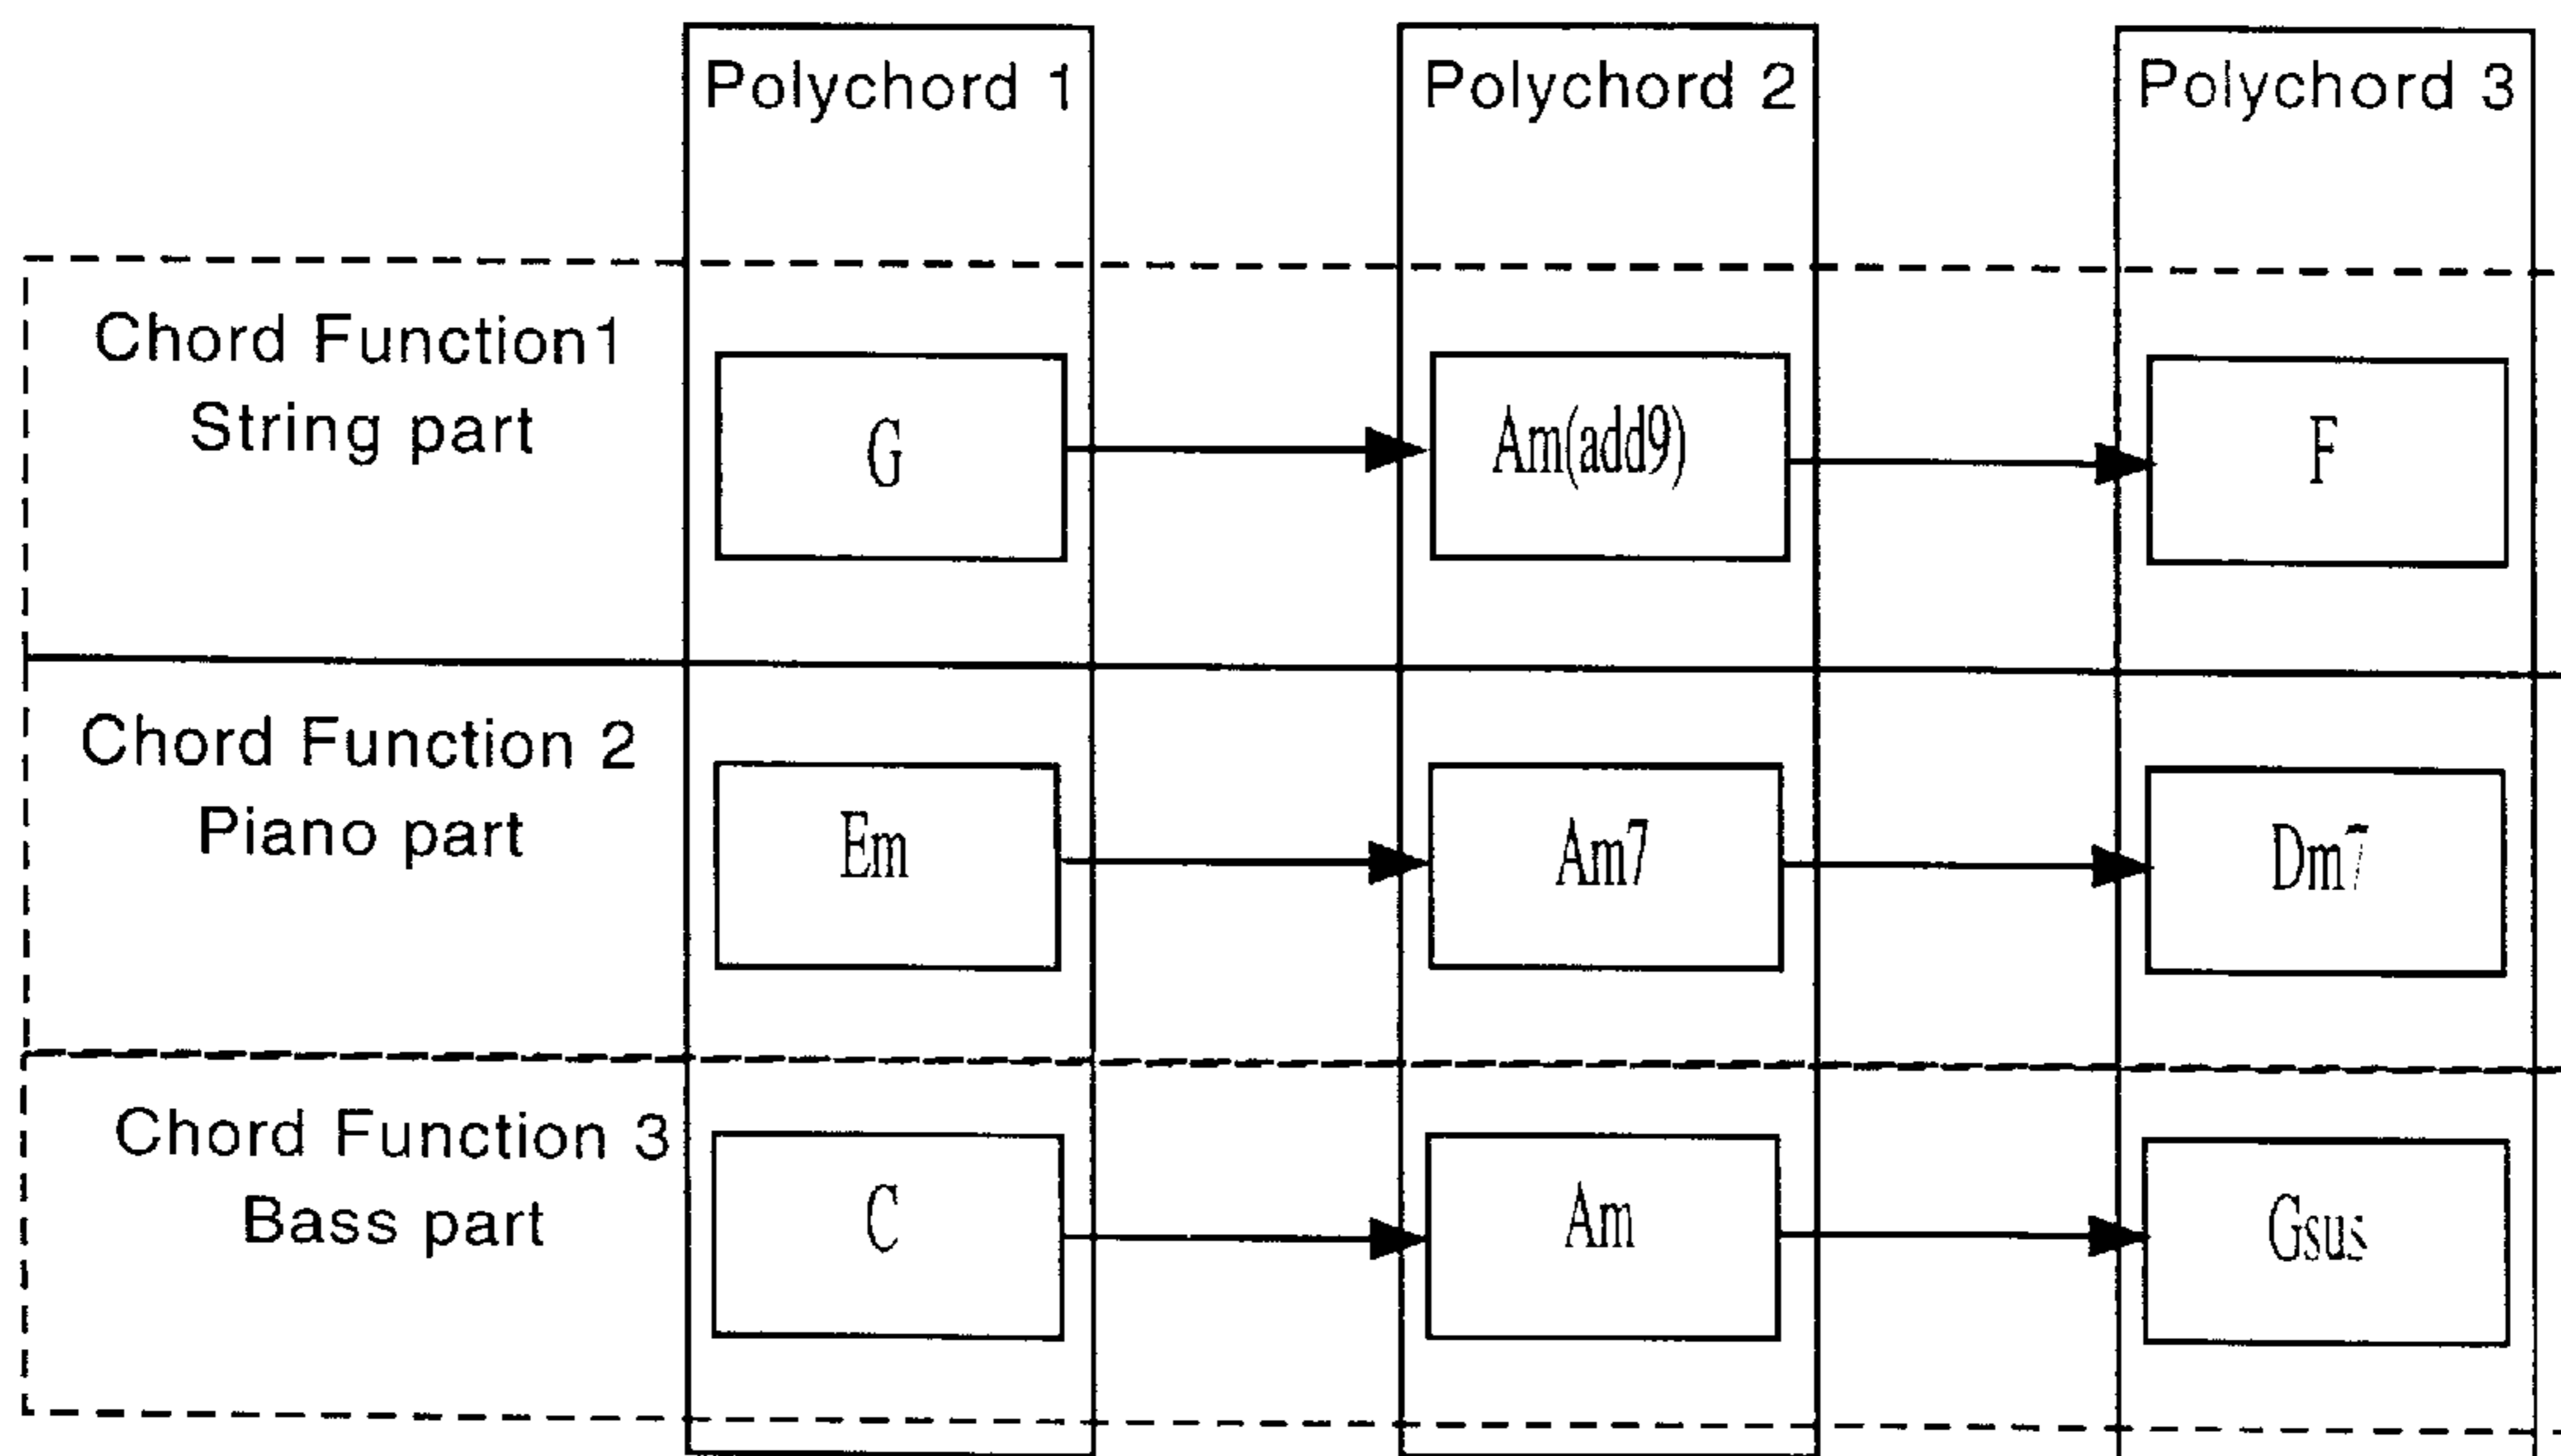 Polychord 1
Polychord 2
Polychord 3
Chord Function1
String part
G
Am(add9)
F
Chord Function 2
Piano part
Em
Am7
Dm7
Chord Function 3
Bass part
C
Am
Gsus